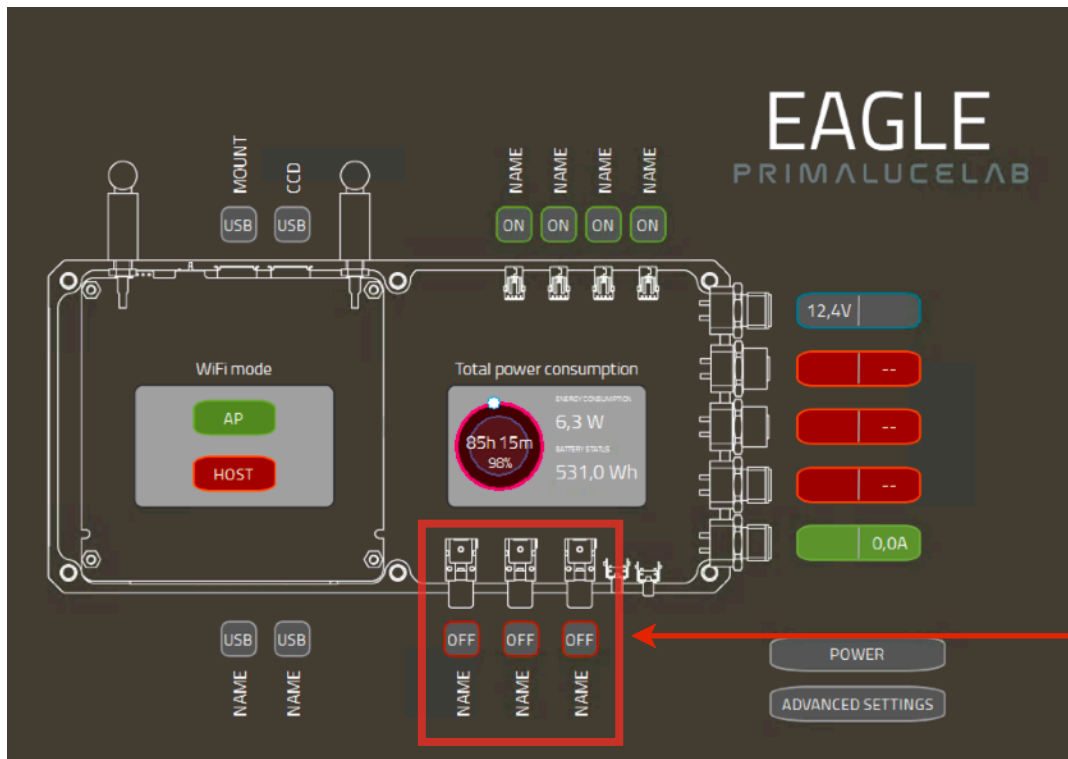 EAGLE
PRIMALUCELAB
MOUNT
CCD
NAME
NAME
NAME
NAME
USB
USB
ON
ON
ON
ON
12,4V
--
--
--
0,0A
WiFi mode
AP
HOST
Total power consumption
85h 15m
98%
ENERGY CONSUMPTION
6,3 W
BATTERY STATUS
531,0 Wh
USB
USB
OFF
OFF
OFF
NAME
NAME
NAME
NAME
NAME
POWER
ADVANCED SETTINGS